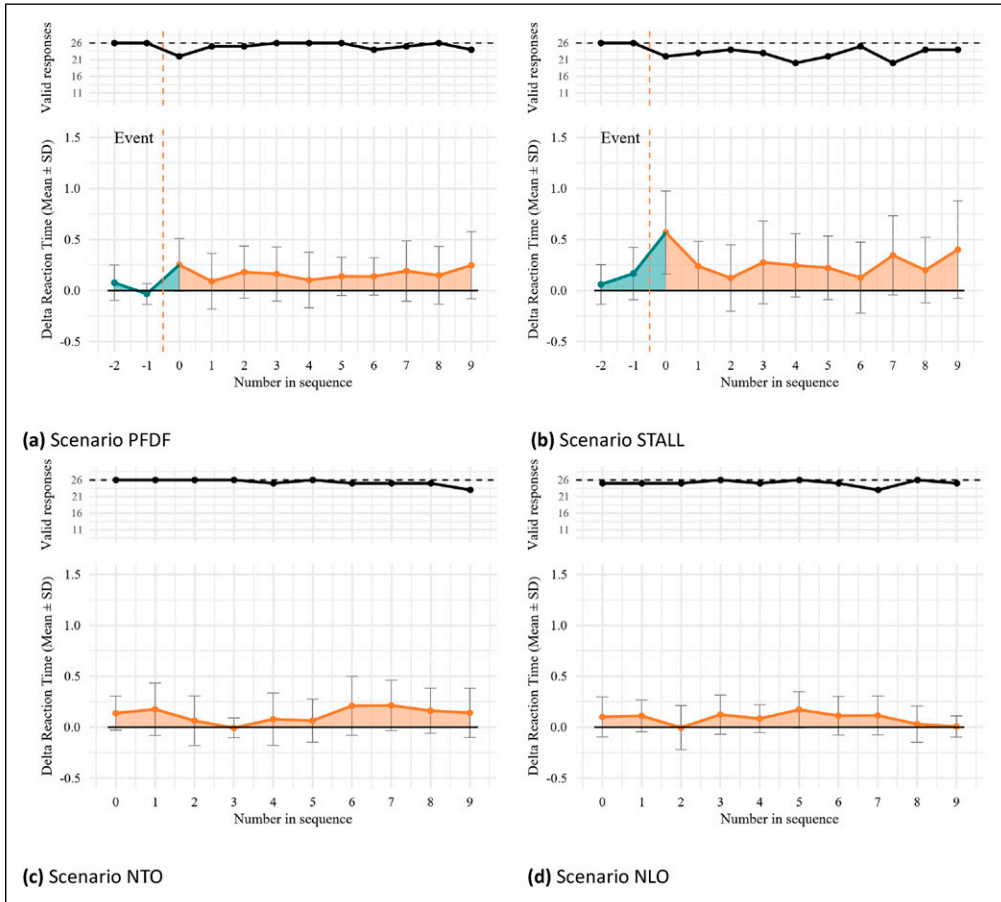 Valid responses
26
21
16
11
Event
Delta Reaction Time (Mean ± SD)
1.5
1.0
0.5
0.0
-0.5
-2 -1 0 1 2 3 4 5 6 7 8 9
Number in sequence
(a) Scenario PFDF
Valid responses
26
21
16
11
Event
Delta Reaction Time (Mean ± SD)
1.5
1.0
0.5
0.0
-0.5
-2 -1 0 1 2 3 4 5 6 7 8 9
Number in sequence
(b) Scenario STALL
Valid responses
26
21
16
11
Delta Reaction Time (Mean ± SD)
1.5
1.0
0.5
0.0
-0.5
0 1 2 3 4 5 6 7 8 9
Number in sequence
(c) Scenario NTO
Valid responses
26
21
16
11
Delta Reaction Time (Mean ± SD)
1.5
1.0
0.5
0.0
-0.5
0 1 2 3 4 5 6 7 8 9
Number in sequence
(d) Scenario NLO